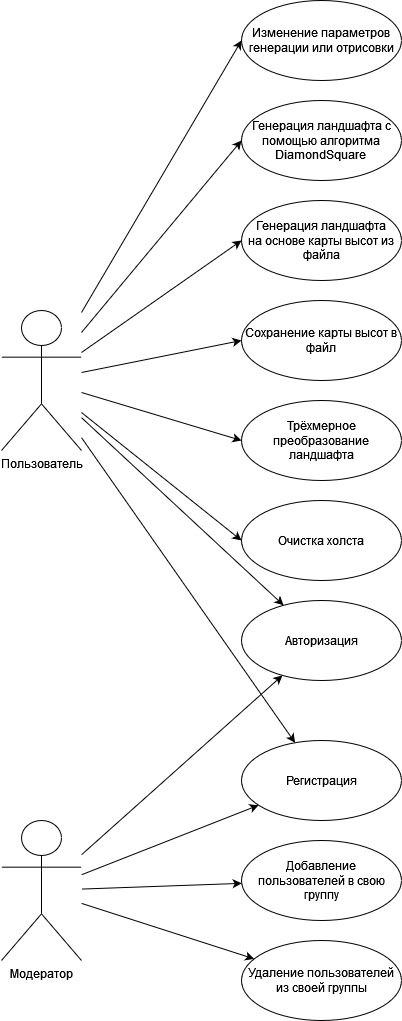 Изменение параметров
генерации или отрисовки
Генерация ландшафта с
помощью алгоритма
DiamondSquare
Генерация ландшафта
на основе карты высот из
файла
Сохранение карты высот в
файл
Пользователь
Трёхмерное
преобразование
ландшафта
Очистка холста
Авторизация
Регистрация
Добавление
пользователей в свою
группу
Модератор
Удаление пользователей
из своей группы